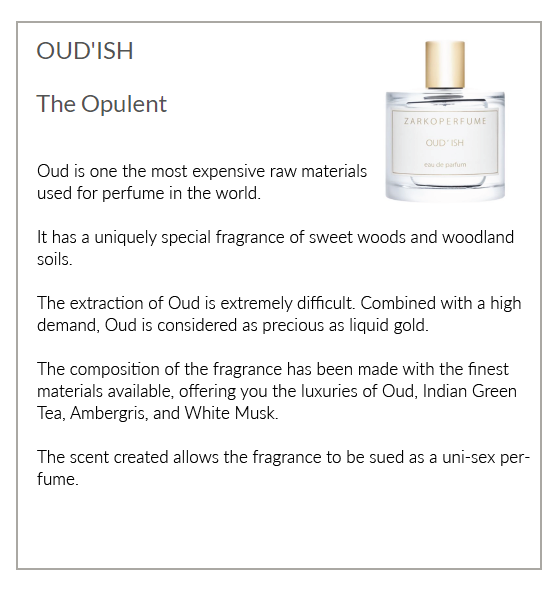 OUD'ISH
The Opulent
ZARKOPERFUME
OUD'ISH
eau de parfum
Oud is one the most expensive raw materials
used for perfume in the world.
It has a uniquely special fragrance of sweet woods and woodland
soils.
The extraction of Oud is extremely difficult. Combined with a high
demand, Oud is considered as precious as liquid gold.
The composition of the fragrance has been made with the finest
materials available, offering you the luxuries of Oud, Indian Green
Tea, Ambergris, and White Musk.
The scent created allows the fragrance to be sued as a uni-sex per-
fume.